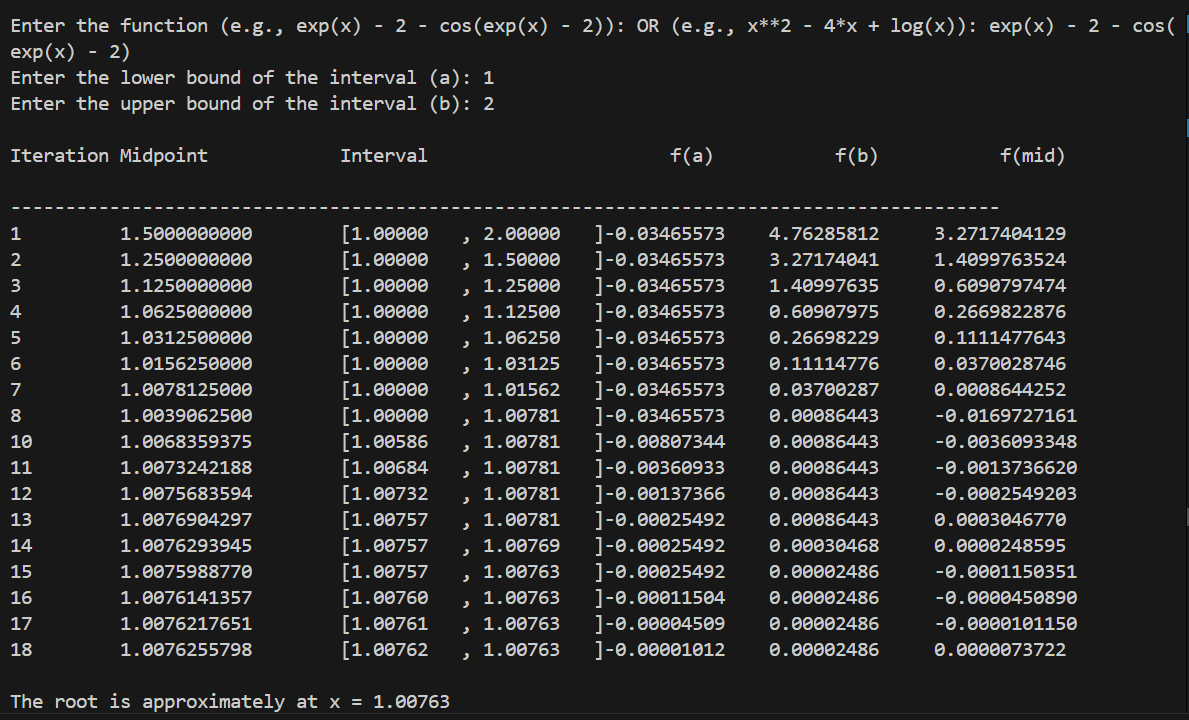 Enter the function (e.g., exp(x) - 2 - cos(exp(x) - 2)): OR (e.g., x**2 - 4*x + log(x)): exp(x) - 2 - cos(
exp(x) - 2)
Enter the lower bound of the interval (a): 1
Enter the upper bound of the interval (b): 2
Iteration Midpoint            Interval                      f(a)           f(b)           f(mid)
------------------------------------------------------------------------------------------
1         1.5000000000        [1.00000   , 2.00000   ]-0.03465573    4.76285812     3.2717404129
2         1.2500000000        [1.00000   , 1.50000   ]-0.03465573    3.27174041     1.4099763524
3         1.1250000000        [1.00000   , 1.25000   ]-0.03465573    1.40997635     0.6090797474
4         1.0625000000        [1.00000   , 1.12500   ]-0.03465573    0.60907975     0.2669822876
5         1.0312500000        [1.00000   , 1.06250   ]-0.03465573    0.26698229     0.1111477643
6         1.0156250000        [1.00000   , 1.03125   ]-0.03465573    0.11114776     0.0370028746
7         1.0078125000        [1.00000   , 1.01562   ]-0.03465573    0.03700287     0.0008644252
8         1.0039062500        [1.00000   , 1.00781   ]-0.03465573    0.00086443     -0.0169727161
10        1.0068359375        [1.00586   , 1.00781   ]-0.00807344    0.00086443     -0.0036093348
11        1.0073242188        [1.00684   , 1.00781   ]-0.00360933    0.00086443     -0.0013736620
12        1.0075683594        [1.00732   , 1.00781   ]-0.00137366    0.00086443     -0.0002549203
13        1.0076904297        [1.00757   , 1.00781   ]-0.00025492    0.00086443     0.0003046770
14        1.0076293945        [1.00757   , 1.00769   ]-0.00025492    0.00030468     0.0000248595
15        1.0075988770        [1.00757   , 1.00763   ]-0.00025492    0.00002486     -0.0001150351
16        1.0076141357        [1.00760   , 1.00763   ]-0.00011504    0.00002486     -0.0000450890
17        1.0076217651        [1.00761   , 1.00763   ]-0.00004509    0.00002486     -0.0000101150
18        1.0076255798        [1.00762   , 1.00763   ]-0.00001012    0.00002486     0.0000073722
The root is approximately at x = 1.00763